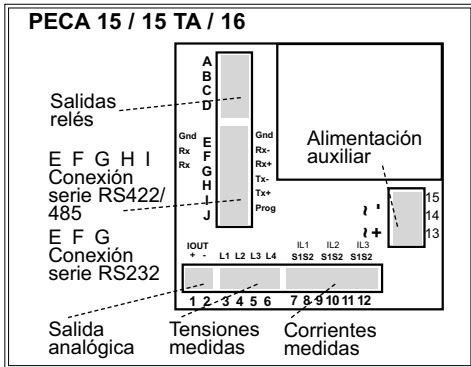 PECA 15 / 15 TA / 16
A
B
C
D
Salidas
relés
Gnd
Rx
Rx
E
F
G
H
I
J
Gnd
Rx-
Rx+
Tx-
Tx+
Prog
Alimentación
auxiliar
E F G H I
Conexión
serie RS422/
485
E F G
Conexión
serie RS232
~ '
~ +
15
14
13
IOUT
+ -
L1 L2 L3 L4
IL1 IL2 IL3
S1S2 S1S2 S1S2
1 2 3 4 5 6 7 8 9 10 11 12
Salida
analógica
Tensiones
medidas
Corrientes
medidas